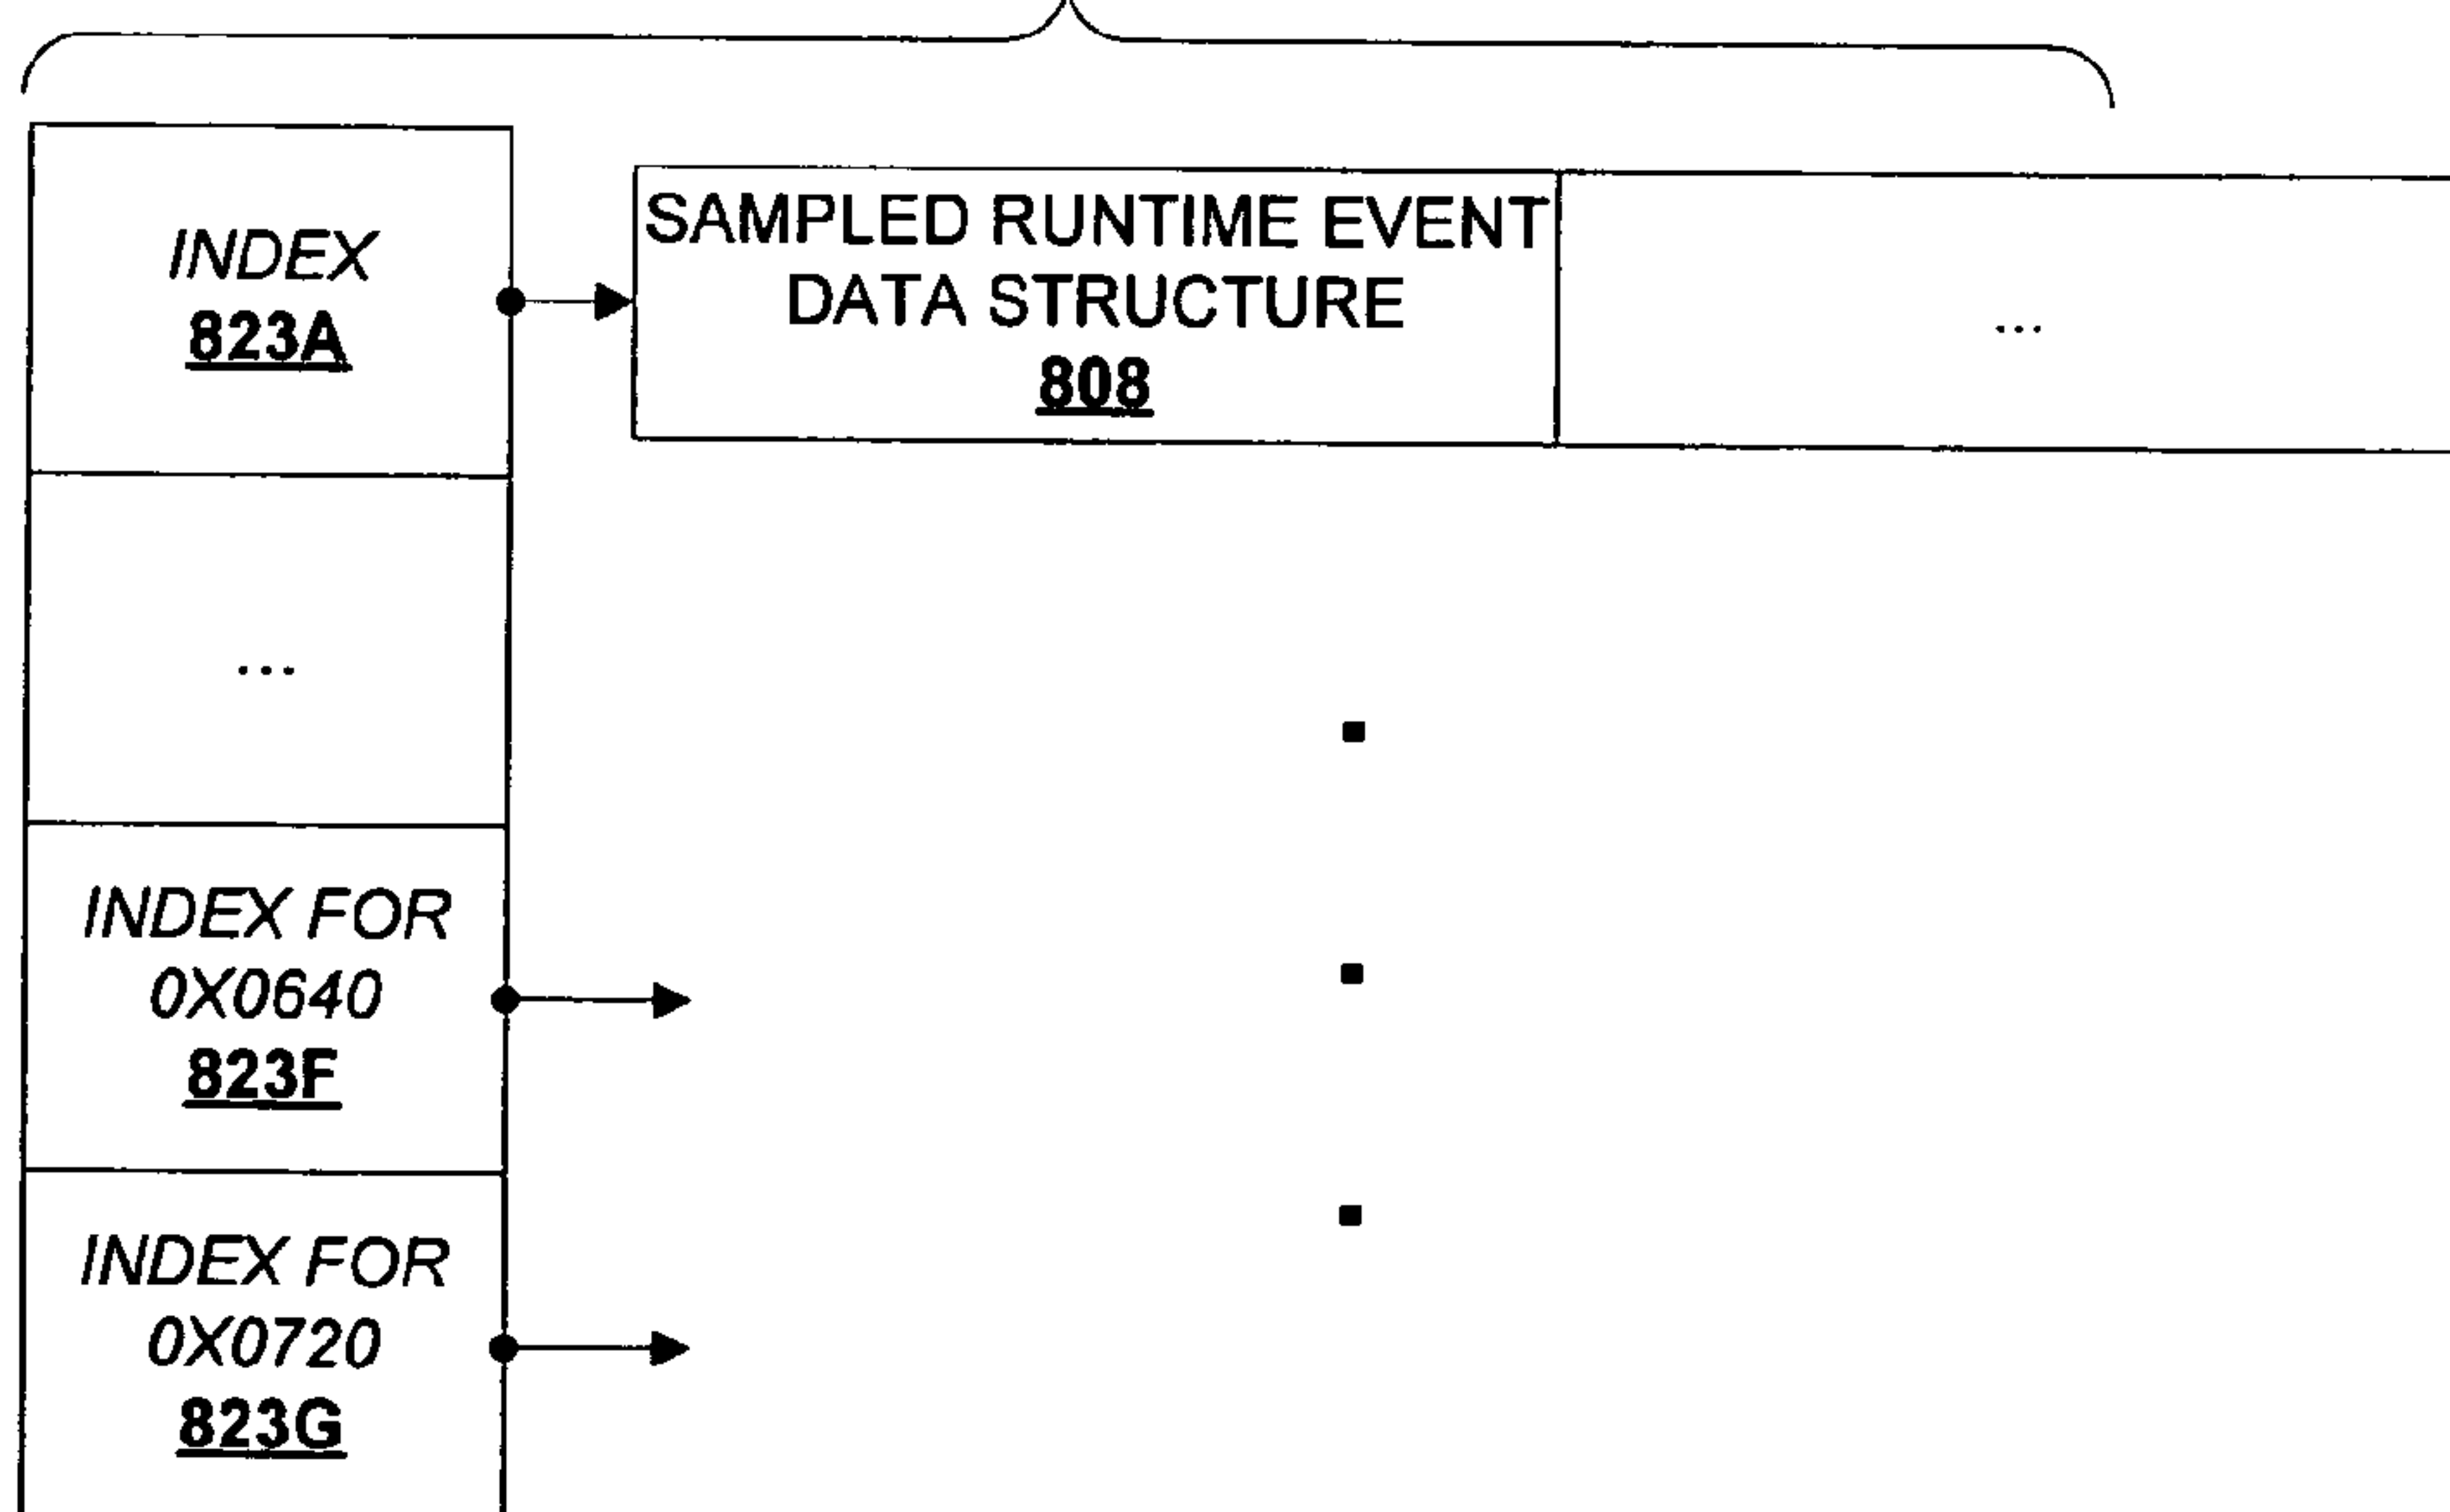 INDEX
823A
SAMPLED RUNTIME EVENT
DATA STRUCTURE
808
...
...
INDEX FOR
0X0640
823F
INDEX FOR
0X0720
823G